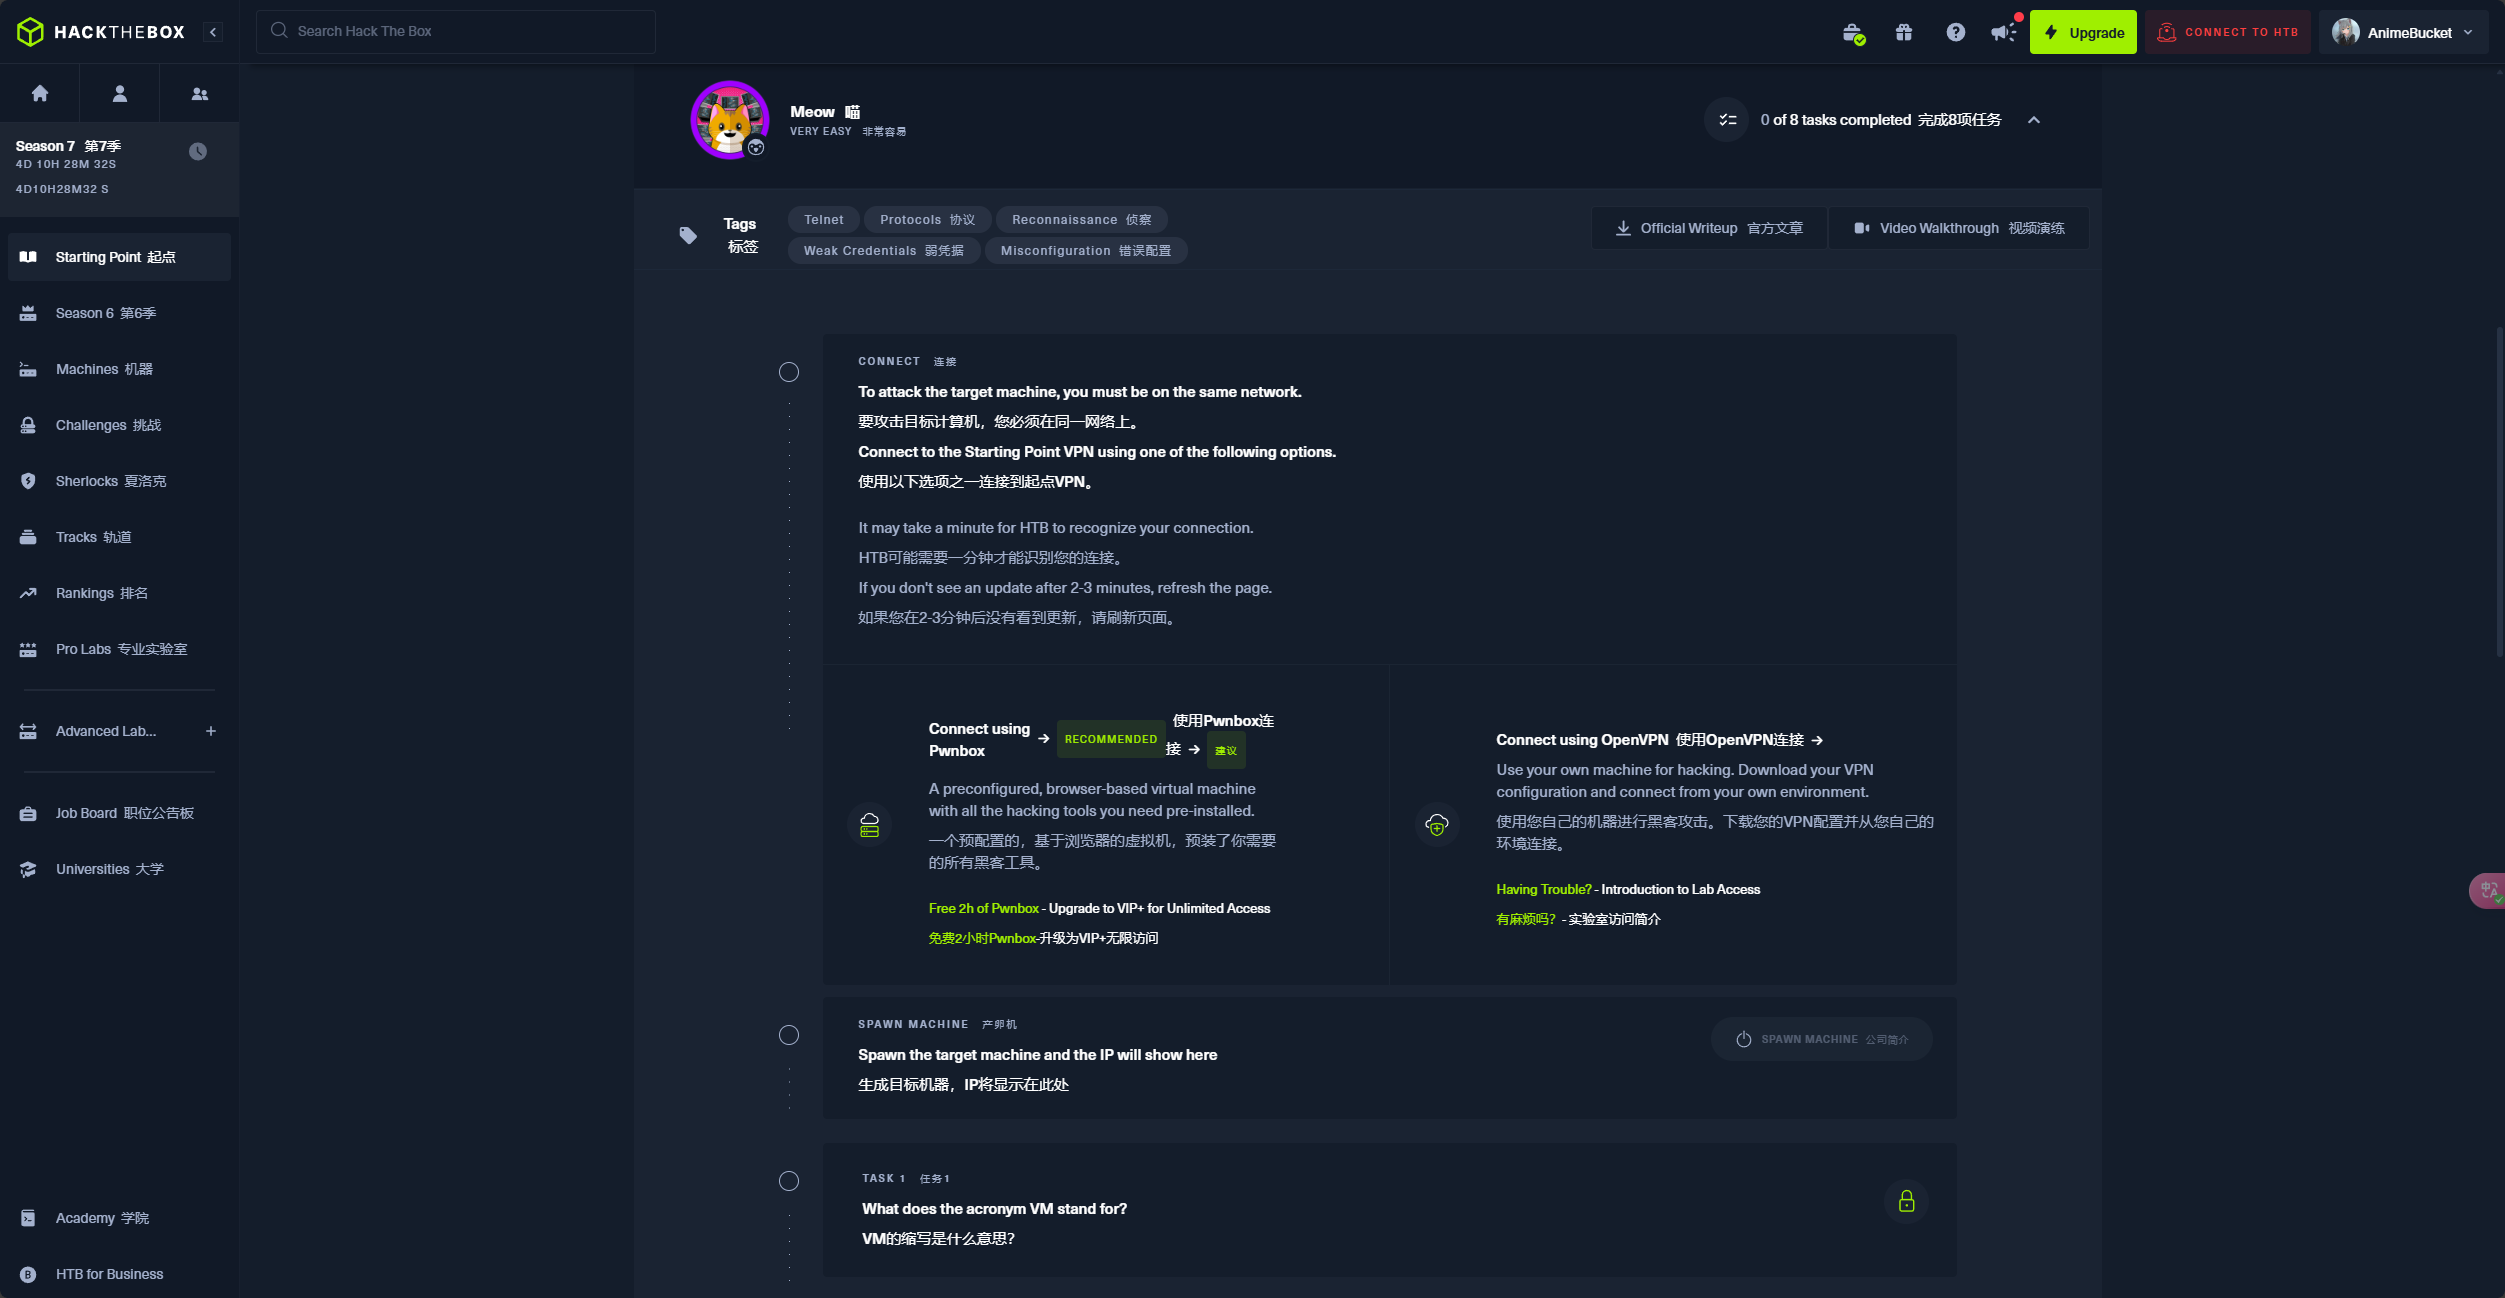 HACKTHEBOX
Search Hack The Box
Upgrade
CONNECT TO HTB
AnimeBucket
Season 7 第7季
4D 10H 28M 32S
4D10H28M32 S
Starting Point 起点
Season 6 第6季
Machines 机器
Challenges 挑战
Sherlocks 夏洛克
Tracks 轨道
Rankings 排名
Pro Labs 专业实验室
Advanced Lab...
Job Board 职位公告板
Universities 大学
Academy 学院
HTB for Business
Meow 喵
VERY EASY 非常容易
0 of 8 tasks completed 完成8项任务
Tags
标签
Telnet
Protocols 协议
Reconnaissance 侦察
Weak Credentials 弱凭据
Misconfiguration 错误配置
Official Writeup 官方文章
Video Walkthrough 视频演练
CONNECT 连接
To attack the target machine, you must be on the same network.
要攻击目标计算机，您必须在同一网络上。
Connect to the Starting Point VPN using one of the following options.
使用以下选项之一连接到起点VPN。
It may take a minute for HTB to recognize your connection.
HTB可能需要一分钟才能识别您的连接。
If you don't see an update after 2-3 minutes, refresh the page.
如果您在2-3分钟后没有看到更新，请刷新页面。
Connect using
Pwnbox
→
RECOMMENDED
使用Pwnbox连
接 →
建议
A preconfigured, browser-based virtual machine
with all the hacking tools you need pre-installed.
一个预配置的，基于浏览器的虚拟机，预装了你需要
的所有黑客工具。
Free 2h of Pwnbox - Upgrade to VIP+ for Unlimited Access
免费2小时Pwnbox-升级为VIP+无限访问
Connect using OpenVPN 使用OpenVPN连接 →
Use your own machine for hacking. Download your VPN
configuration and connect from your own environment.
使用您自己的机器进行黑客攻击。下载您的VPN配置并从您自己的
环境连接。
Having Trouble? - Introduction to Lab Access
有麻烦吗？ - 实验室访问简介
SPAWN MACHINE 产卵机
Spawn the target machine and the IP will show here
生成目标机器，IP将显示在此处
SPAWN MACHINE 公司简介
TASK 1 任务1
What does the acronym VM stand for?
VM的缩写是什么意思？